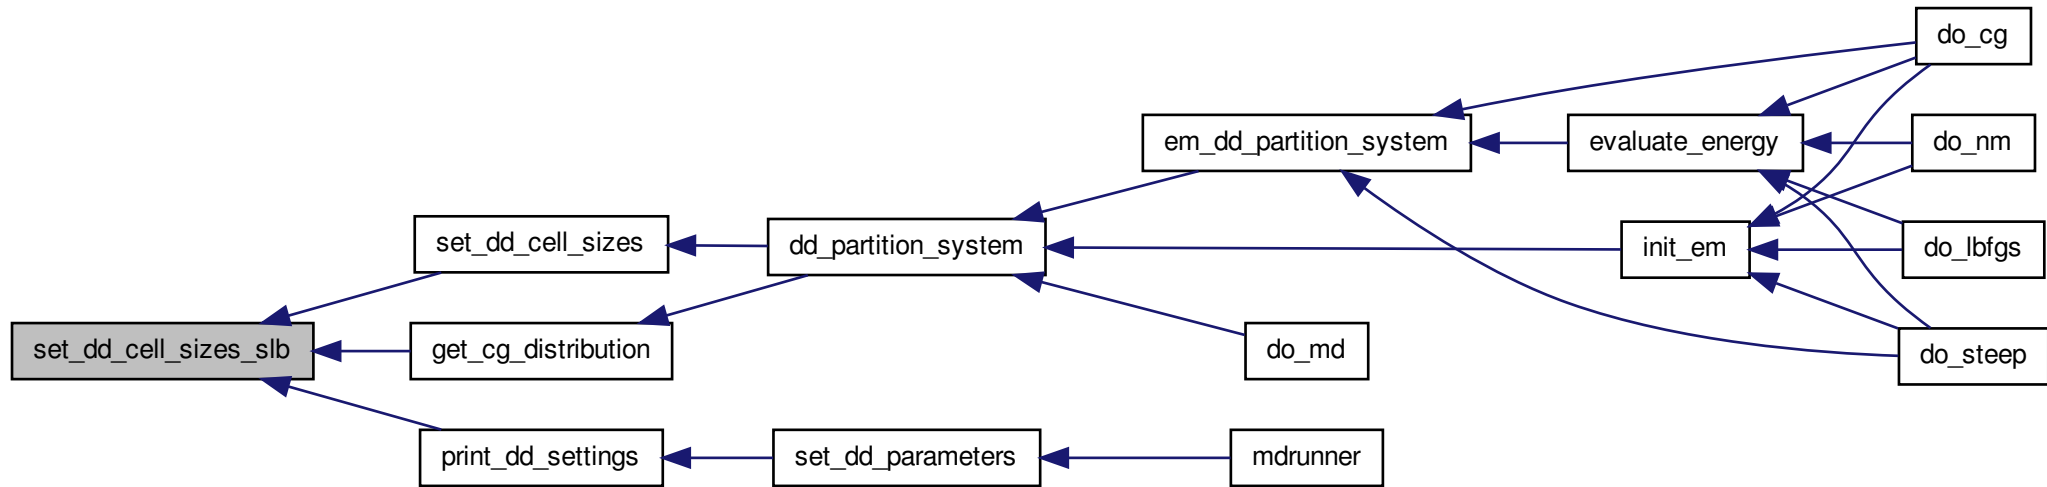 do_cg
em_dd_partition_system
evaluate_energy
do_nm
set_dd_cell_sizes
dd_partition_system
init_em
do_lbfgs
set_dd_cell_sizes_slb
get_cg_distribution
do_md
do_steep
print_dd_settings
set_dd_parameters
mdrunner